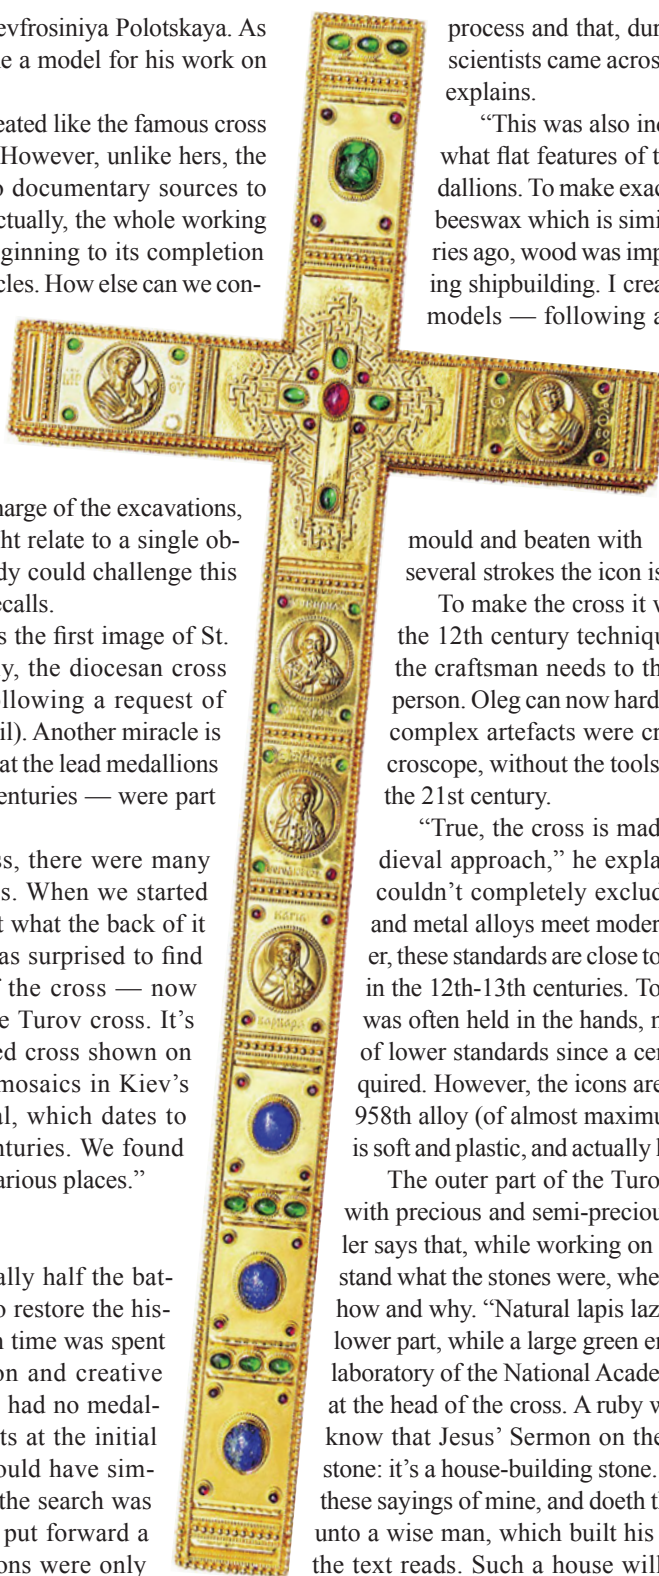 evfrosiniya Polotskaya. As
e a model for his work on
eated like the famous cross
However, unlike hers, the
o documentary sources to
ctually, the whole working
ginning to its completion
cles. How else can we con-
harge of the excavations,
ht relate to a single ob-
dy could challenge this
ecalls.
s the first image of St.
y, the diocesan cross
ollowing a request of
il). Another miracle is
at the lead medallions
enturies — were part
ss, there were many
s. When we started
t what the back of it
as surprised to find
f the cross — now
e Turov cross. It’s
ed cross shown on
mosaics in Kiev’s
al, which dates to
nturies. We found
arious places.”
ally half the bat-
o restore the his-
n time was spent
on and creative
had no medal-
ts at the initial
ould have sim-
the search was
put forward a
ons were only
process and that, dur
scientists came acros
explains.
“This was also ind
what flat features of t
dallions. To make exac
beeswax which is simi
ries ago, wood was imp
ing shipbuilding. I crea
models — following a
mould and beaten with
several strokes the icon is
To make the cross it w
the 12th century techniqu
the craftsman needs to th
person. Oleg can now hard
complex artefacts were cr
croscope, without the tools
the 21st century.
“True, the cross is mad
dieval approach,” he expla
couldn’t completely exclud
and metal alloys meet moder
er, these standards are close to
in the 12th-13th centuries. To
was often held in the hands, n
of lower standards since a cer
quired. However, the icons are
958th alloy (of almost maximu
is soft and plastic, and actually l
The outer part of the Turo
with precious and semi-preciou
ler says that, while working on
stand what the stones were, whe
how and why. “Natural lapis laz
lower part, while a large green er
laboratory of the National Acade
at the head of the cross. A ruby w
know that Jesus’ Sermon on the
stone: it’s a house-building stone.
these sayings of mine, and doeth t
unto a wise man, which built his
the text reads. Such a house will